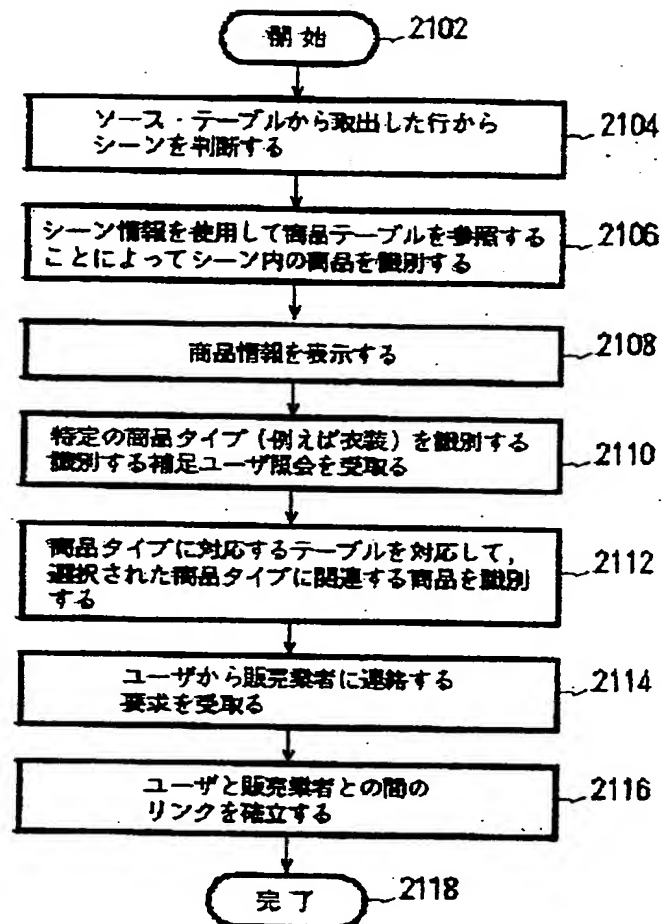 開始
2102
ソース・テーブルから取出した行から
シーンを判断する
2104
シーン情報を使用して商品テーブルを参照する
ことによってシーン内の商品を識別する
2106
商品情報を表示する
2108
特定の商品タイプ(例えば衣装)を識別する
識別する補足ユーザ照会を受取る
2110
商品タイプに対応するテーブルを対応して,
選択された商品タイプに関連する商品を識別
する
2112
ユーザから販売業者に連絡する
要求を受取る
2114
ユーザと販売業者との間の
リンクを確立する
2116
完了
2118